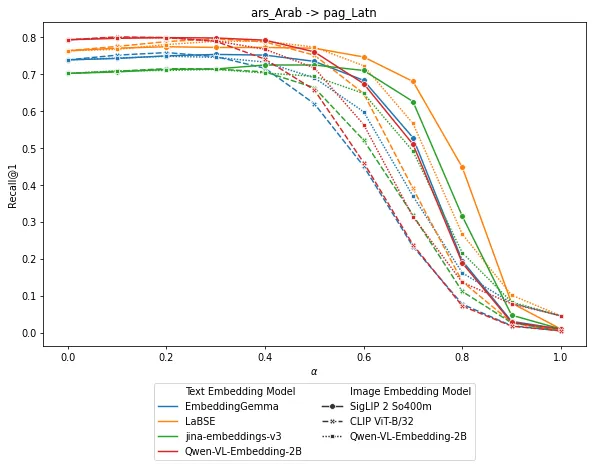 ars_Arab -> pag_Latn
0.8
0.7
0.6
0.5
0.4
0.3
0.2
0.1
0.0
Recall@1
0.0
0.2
0.4
0.6
0.8
1.0
α
Text Embedding Model
EmbeddingGemma
LaBSE
jina-embeddings-v3
Qwen-VL-Embedding-2B
Image Embedding Model
SigLIP 2 So400m
CLIP ViT-B/32
Qwen-VL-Embedding-2B